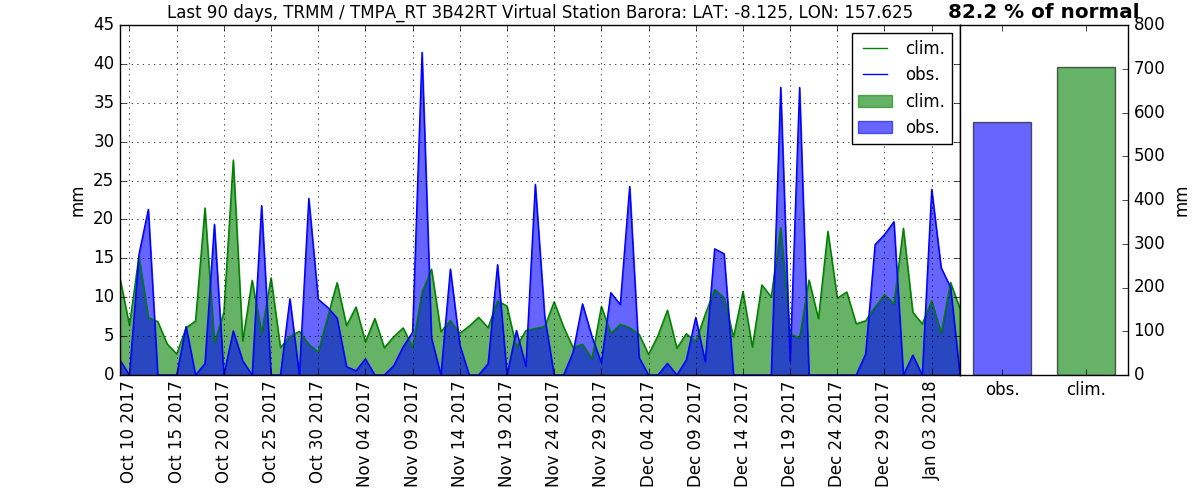 Last 90 days, TRMM / TMPA_RT 3B42RT Virtual Station Barora: LAT: -8.125, LON: 157.625
82.2 % of normal
45
40
35
30
25
20
15
10
5
0
mm
clim.
obs.
clim.
obs.
800
700
600
500
400
300
200
100
0
mm
obs.
clim.
Oct 10 2017
Oct 15 2017
Oct 20 2017
Oct 25 2017
Oct 30 2017
Nov 04 2017
Nov 09 2017
Nov 14 2017
Nov 19 2017
Nov 24 2017
Nov 29 2017
Dec 04 2017
Dec 09 2017
Dec 14 2017
Dec 19 2017
Dec 24 2017
Dec 29 2017
Jan 03 2018